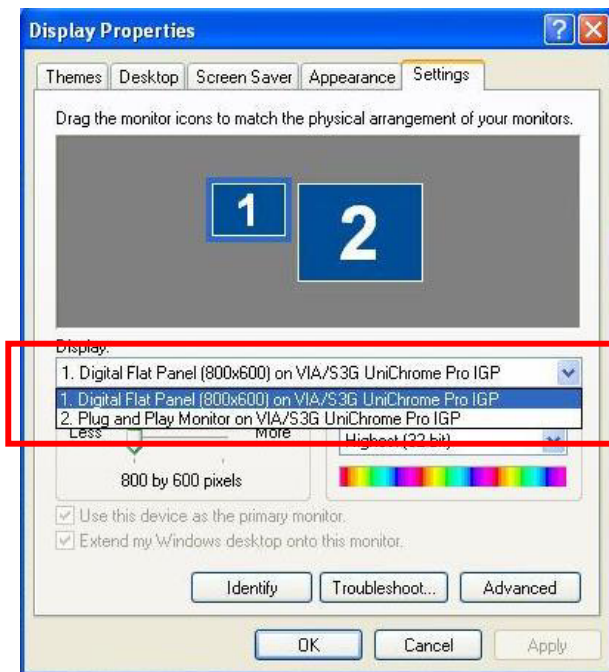 Display Properties
Themes Desktop Screen Saver Appearance Settings
Drag the monitor icons to match the physical arrangement of your monitors.
1 2
Display:
1. Digital Flat Panel (800x600) on VIA/S3G UniChrome Pro IGP
1. Digital Flat Panel (800x600) on VIA/S3G UniChrome Pro IGP
2. Plug and Play Monitor on VIA/S3G UniChrome Pro IGP
Less More Highest (32 bit)
800 by 600 pixels
Use this device as the primary monitor.
Extend my Windows desktop onto this monitor.
Identify Troubleshoot... Advanced
OK Cancel Apply